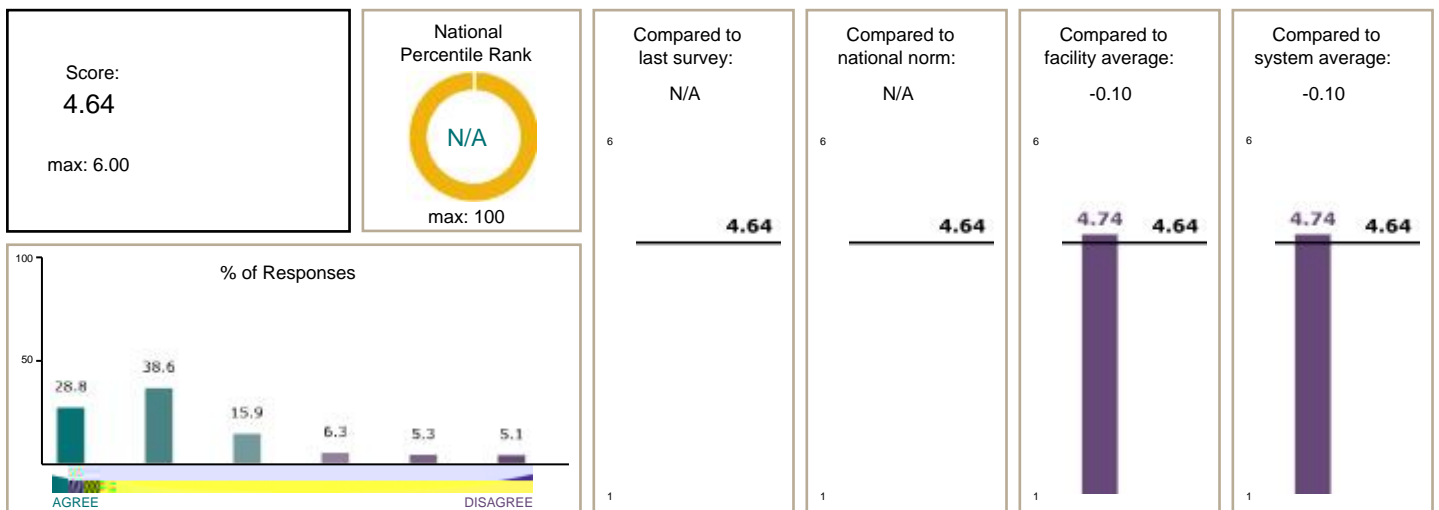 Score:
4.64
max: 6.00
National
Percentile Rank
N/A
max: 100
% of Responses
100
50
28.8
38.6
15.9
6.3
5.3
5.1
AGREE
DISAGREE
Compared to
last survey:
N/A
6
4.64
1
Compared to
national norm:
N/A
6
4.64
1
Compared to
facility average:
-0.10
6
4.74 4.64
1
Compared to
system average:
-0.10
6
4.74 4.64
1